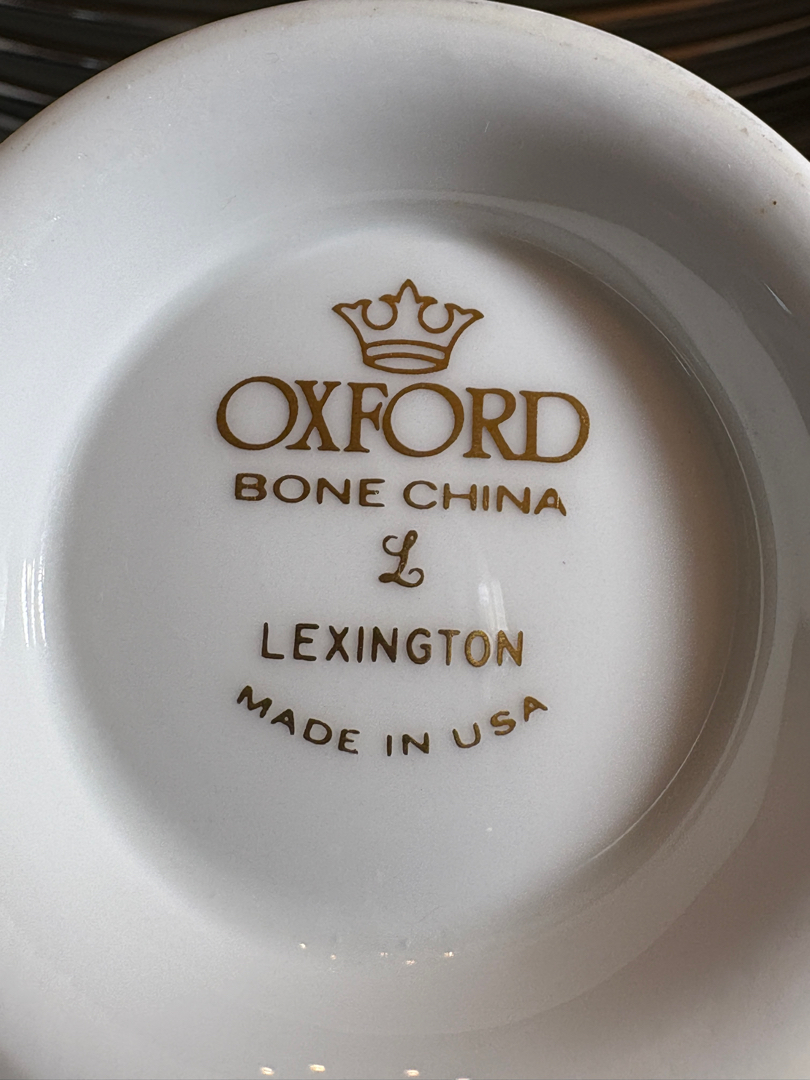 OXFORD
BONE CHINA
L
LEXINGTON
MADE IN USA